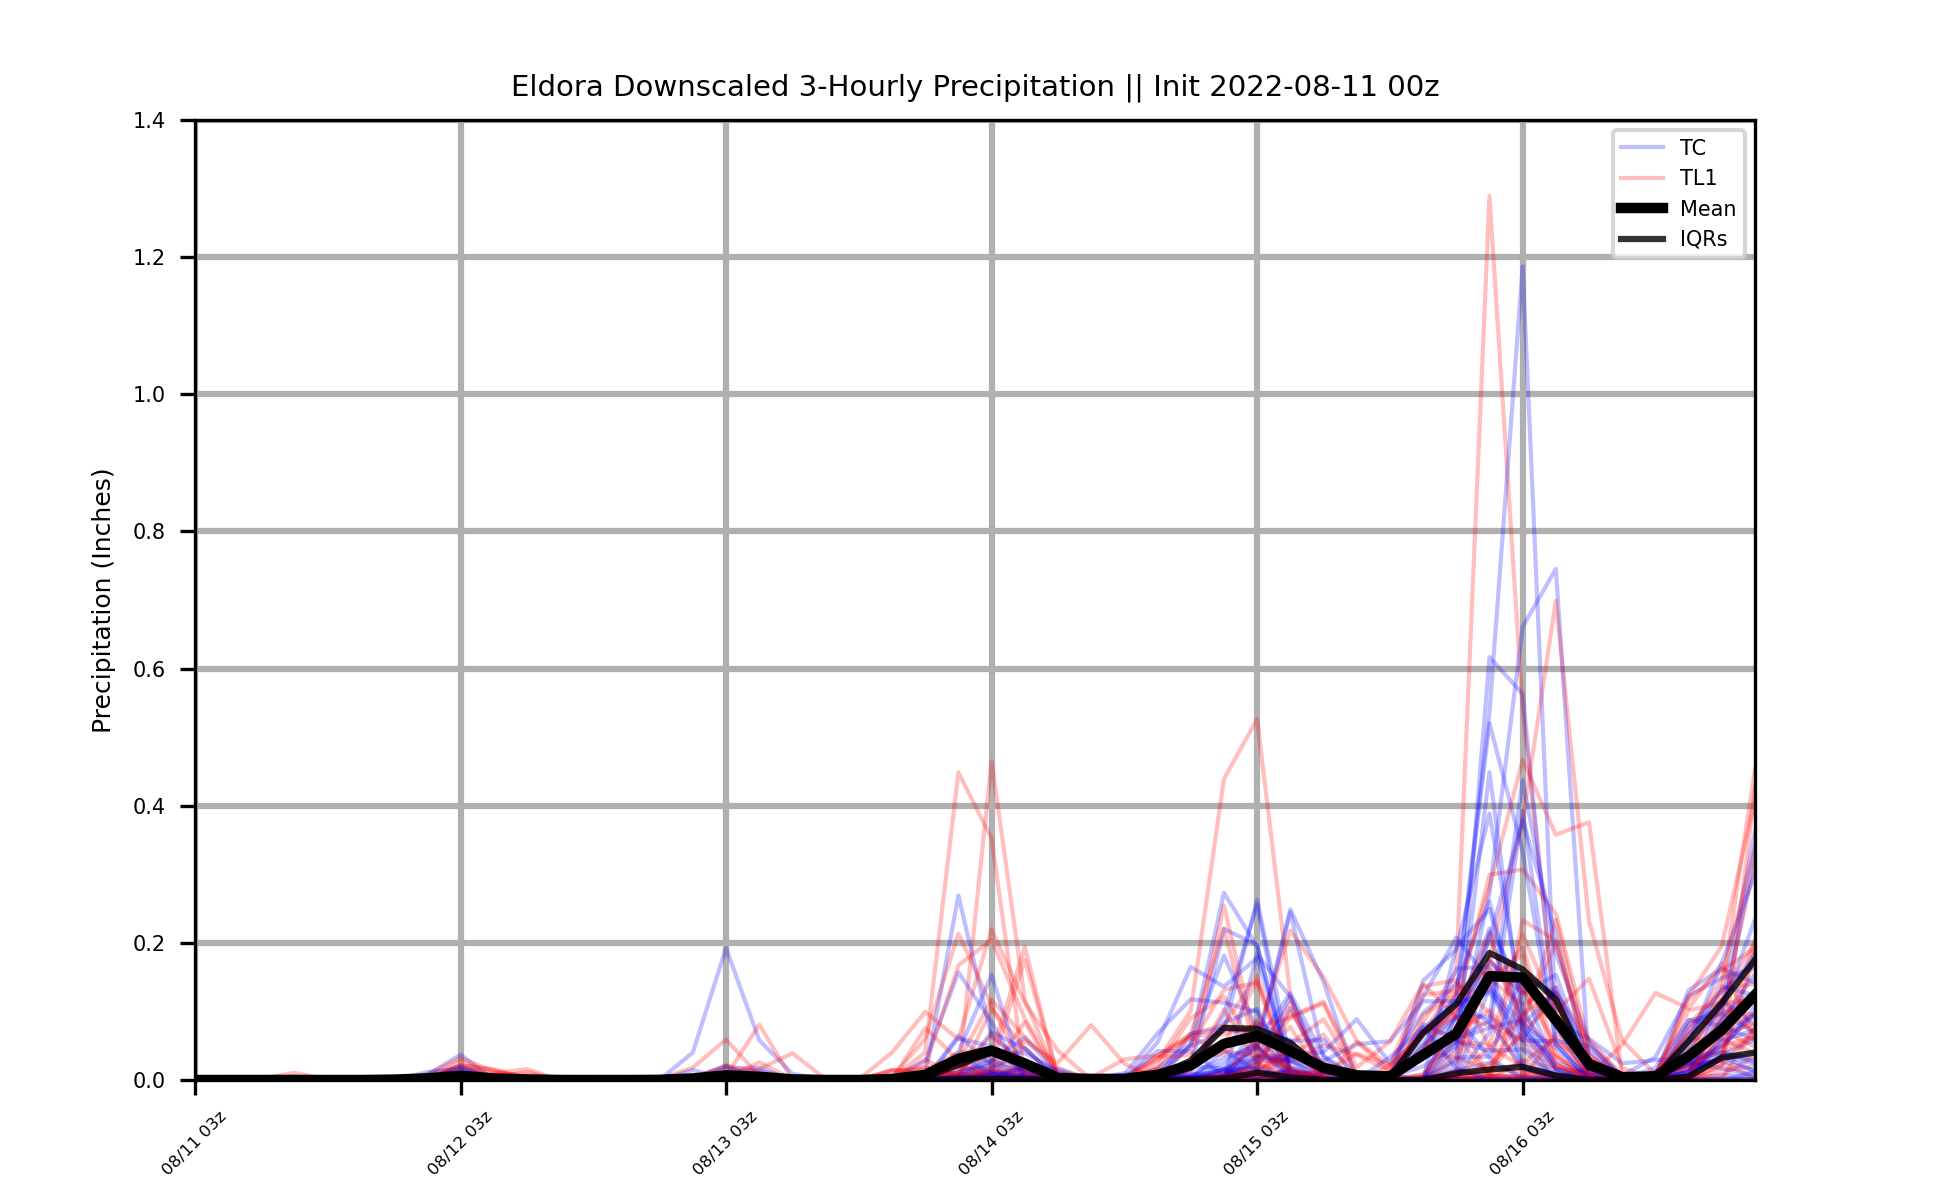 Eldora Downscaled 3-Hourly Precipitation || Init 2022-08-11 00z
1.4
1.2
1.0
0.8
0.6
0.4
0.2
0.0
Precipitation (Inches)
TC
TL1
Mean
IQRs
08/11 03z
08/12 03z
08/13 03z
08/14 03z
08/15 03z
08/16 03z